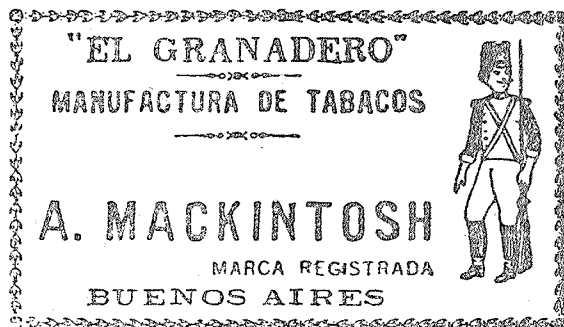 "EL GRANADERO"
MANUFACTURA DE TABACOS
A. MACKINTOSH
MARCA REGISTRADA
BUENOS AIRES